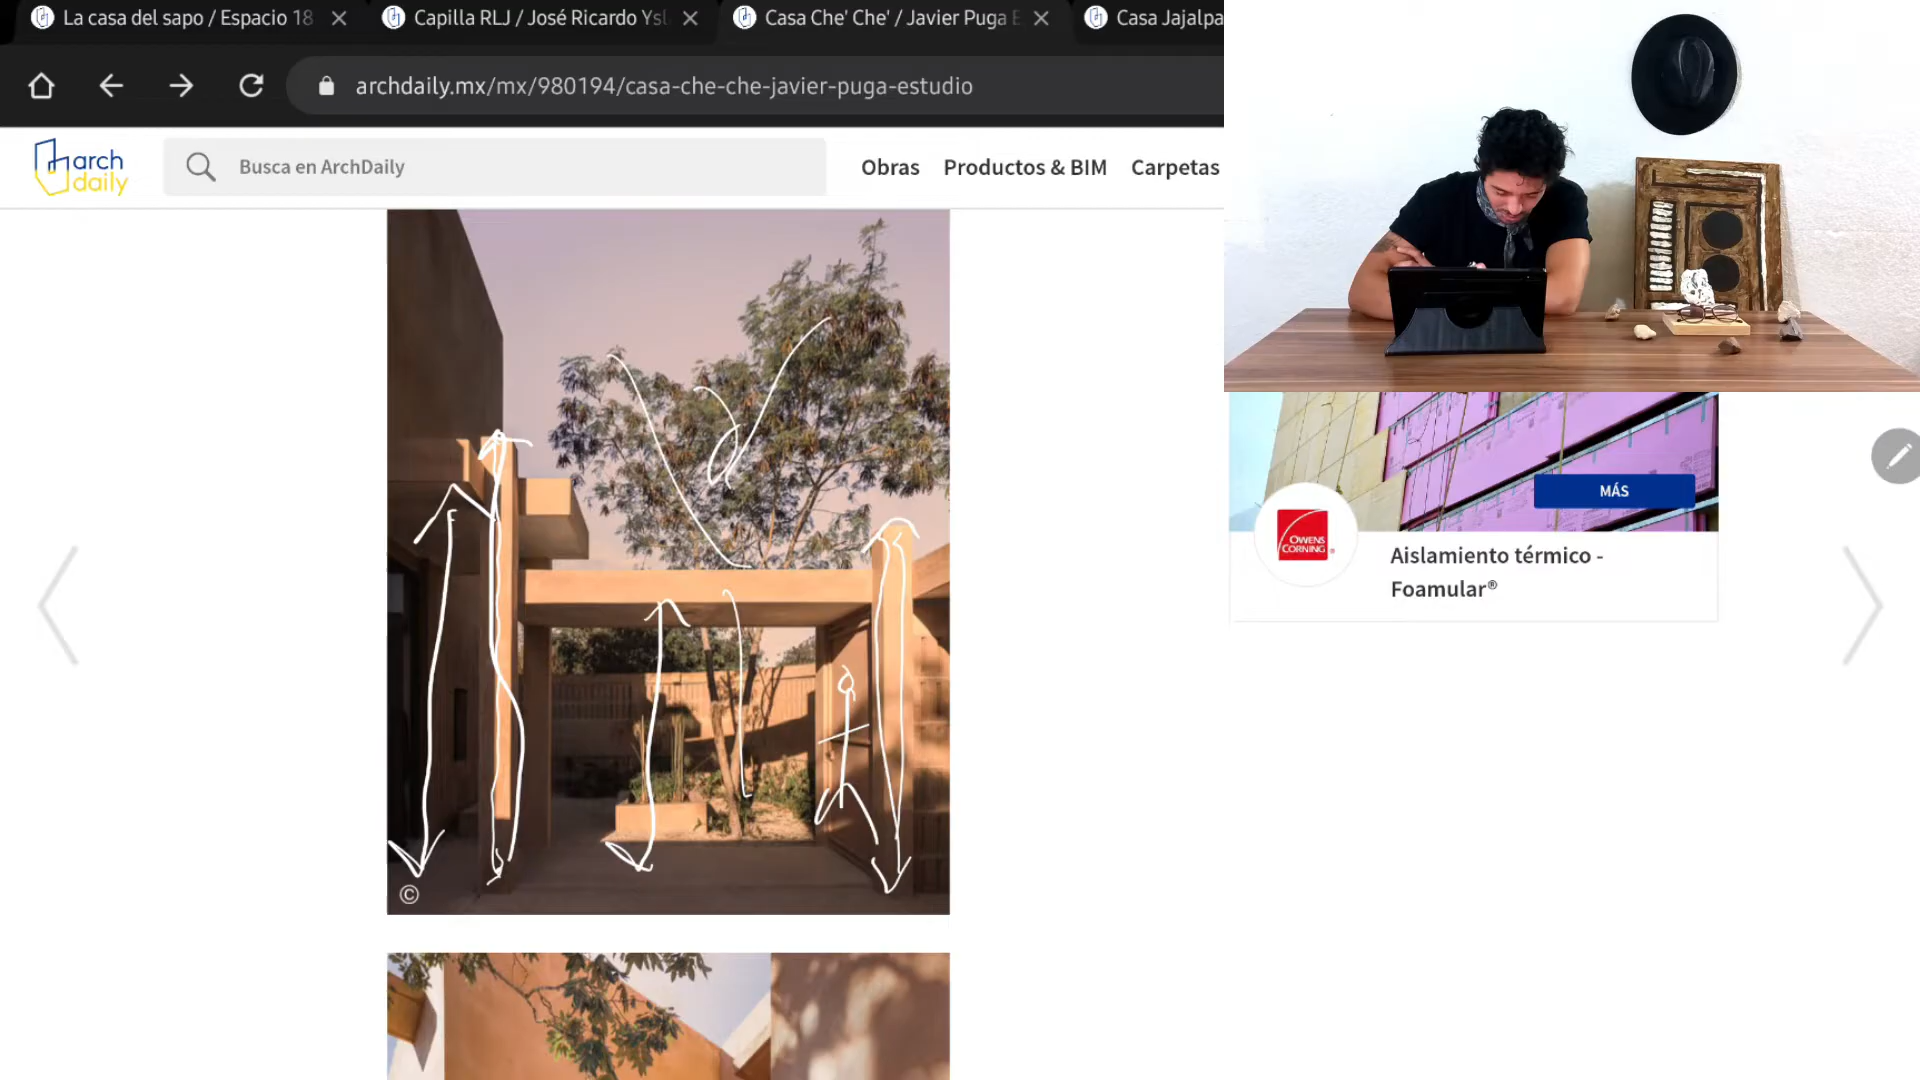 La casa del sapo / Espacio 18
Capilla RLJ / José Ricardo Ysl
Casa Che' Che' / Javier Puga E
Casa Jajalpa
archdaily.mx/mx/980194/casa-che-che-javier-puga-estudio
arch
daily
Busca en ArchDaily
Obras
Productos & BIM
Carpetas
MÁS
OWENS
CORNING
Aislamiento térmico -
Foamular®
©